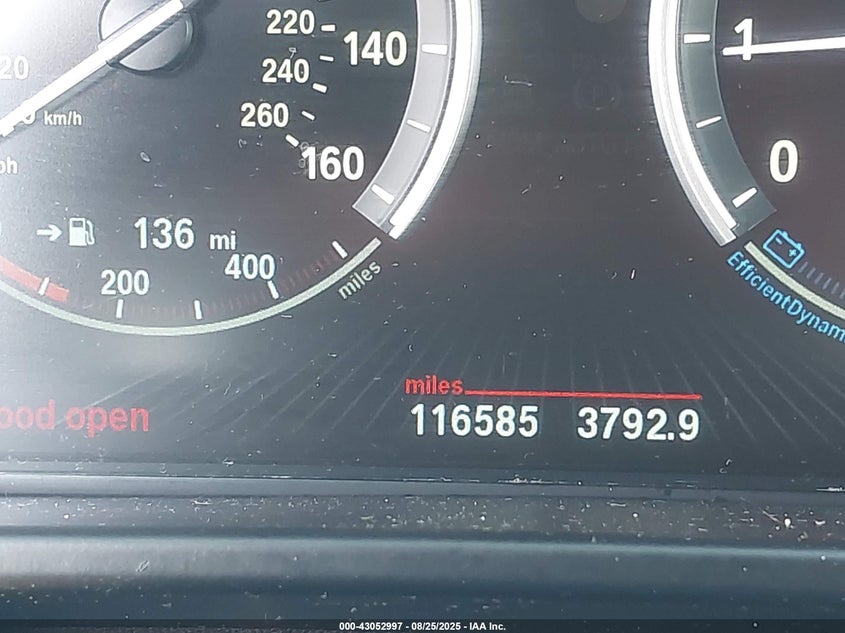 220
140
240
260
160
km/h
136 mi
200
400
miles
1
0
EfficientDynam
miles
116585 3792.9
ood open
000-43052997 - 08/25/2025 - IAA Inc.